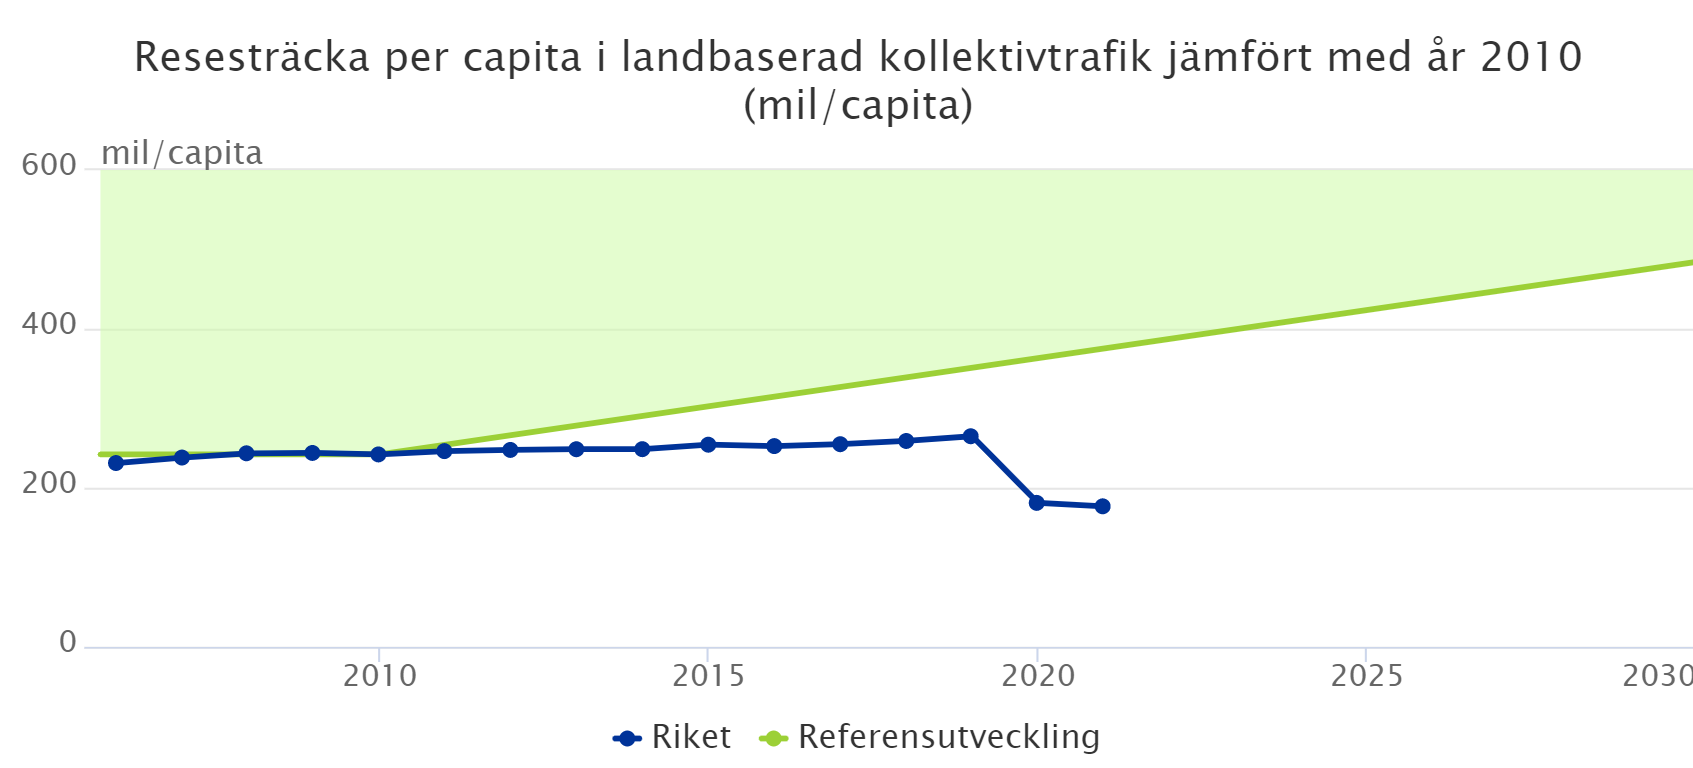 Resesträcka per capita i landbaserad kollektivtrafik jämfört med år 2010
(mil/capita)
mil/capita
600
400
200
0
2010 2015 2020 2025 2030
Riket Referensutveckling